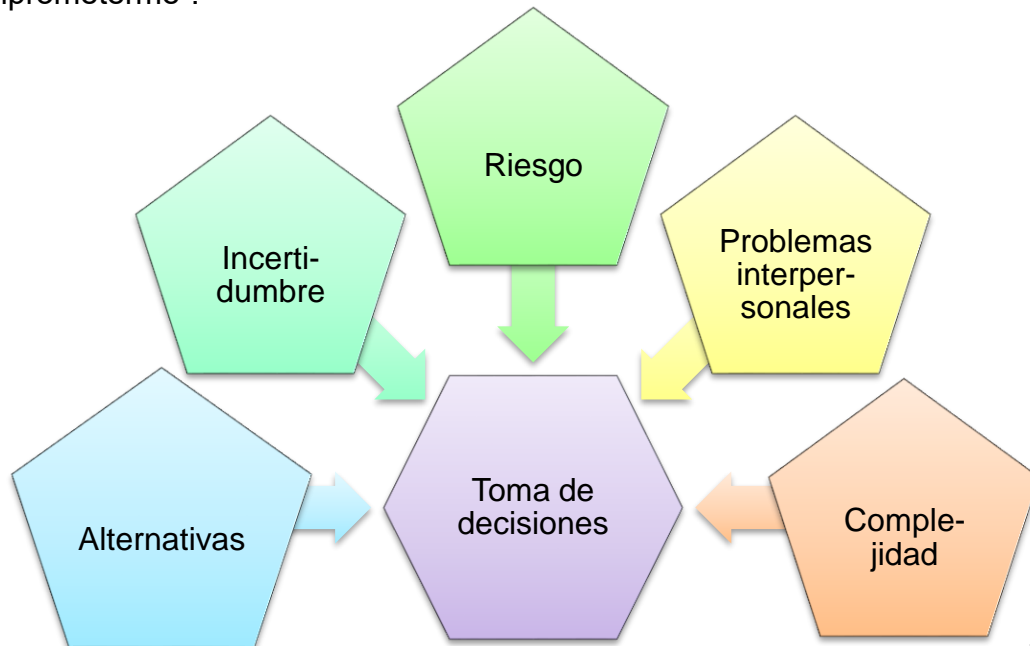 Riesgo
Incerti-
dumbre
Problemas
interper-
sonales
Alternativas
Toma de
decisiones
Comple-
jidad